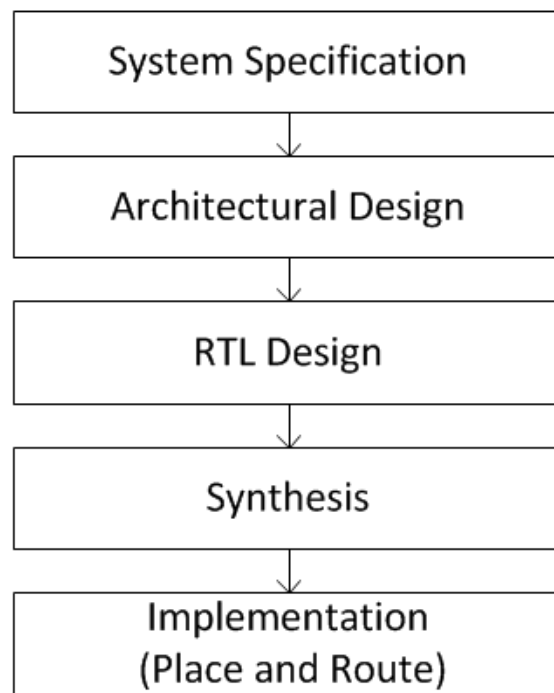 System Specification
Architectural Design
RTL Design
Synthesis
Implementation
(Place and Route)